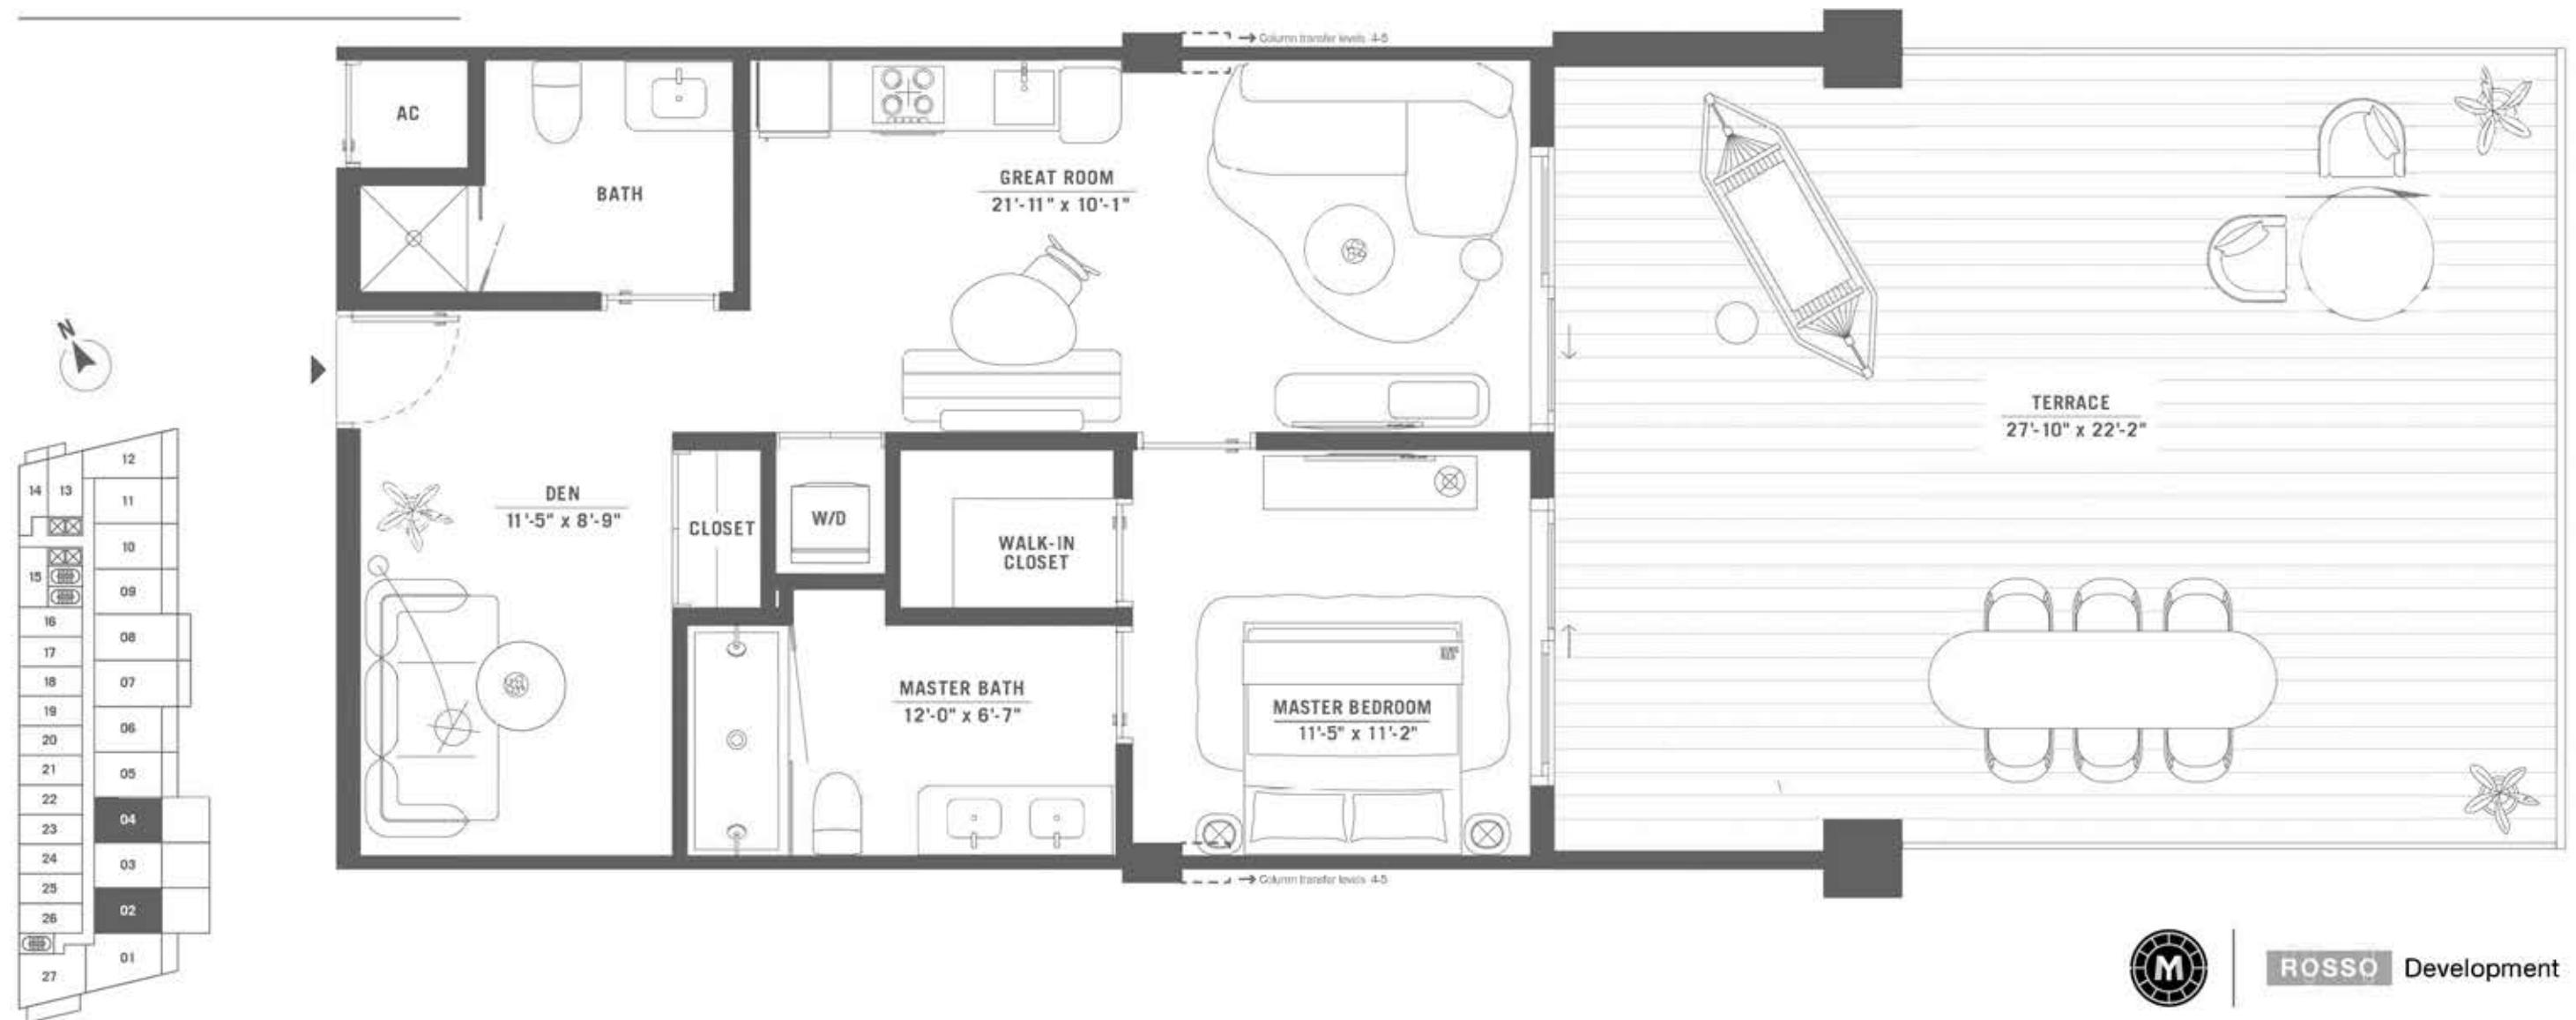 Column transfer levels 4-5
AC
BATH
GREAT ROOM
21'-11" x 10'-1"
N
TERRACE
27'-10" x 22'-2"
DEN
11'-5" x 8'-9"
CLOSET
W/D
WALK-IN
CLOSET
MASTER BATH
12'-0" x 6'-7"
MASTER BEDROOM
11'-5" x 11'-2"
Column transfer levels 4-5
12
14 13
11
10
15
09
16
08
17
18
07
19
06
20
21
05
22
04
23
24
03
25
02
26
01
27
M
ROSSO Development